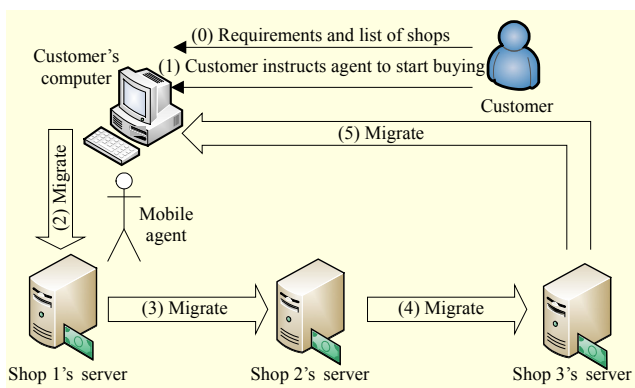 (0) Requirements and list of shops
Customer's
computer
(1) Customer instructs agent to start buying
Customer
(5) Migrate
(2) Migrate
Mobile
agent
(3) Migrate
(4) Migrate
Shop 1's server
Shop 2's server
Shop 3's server